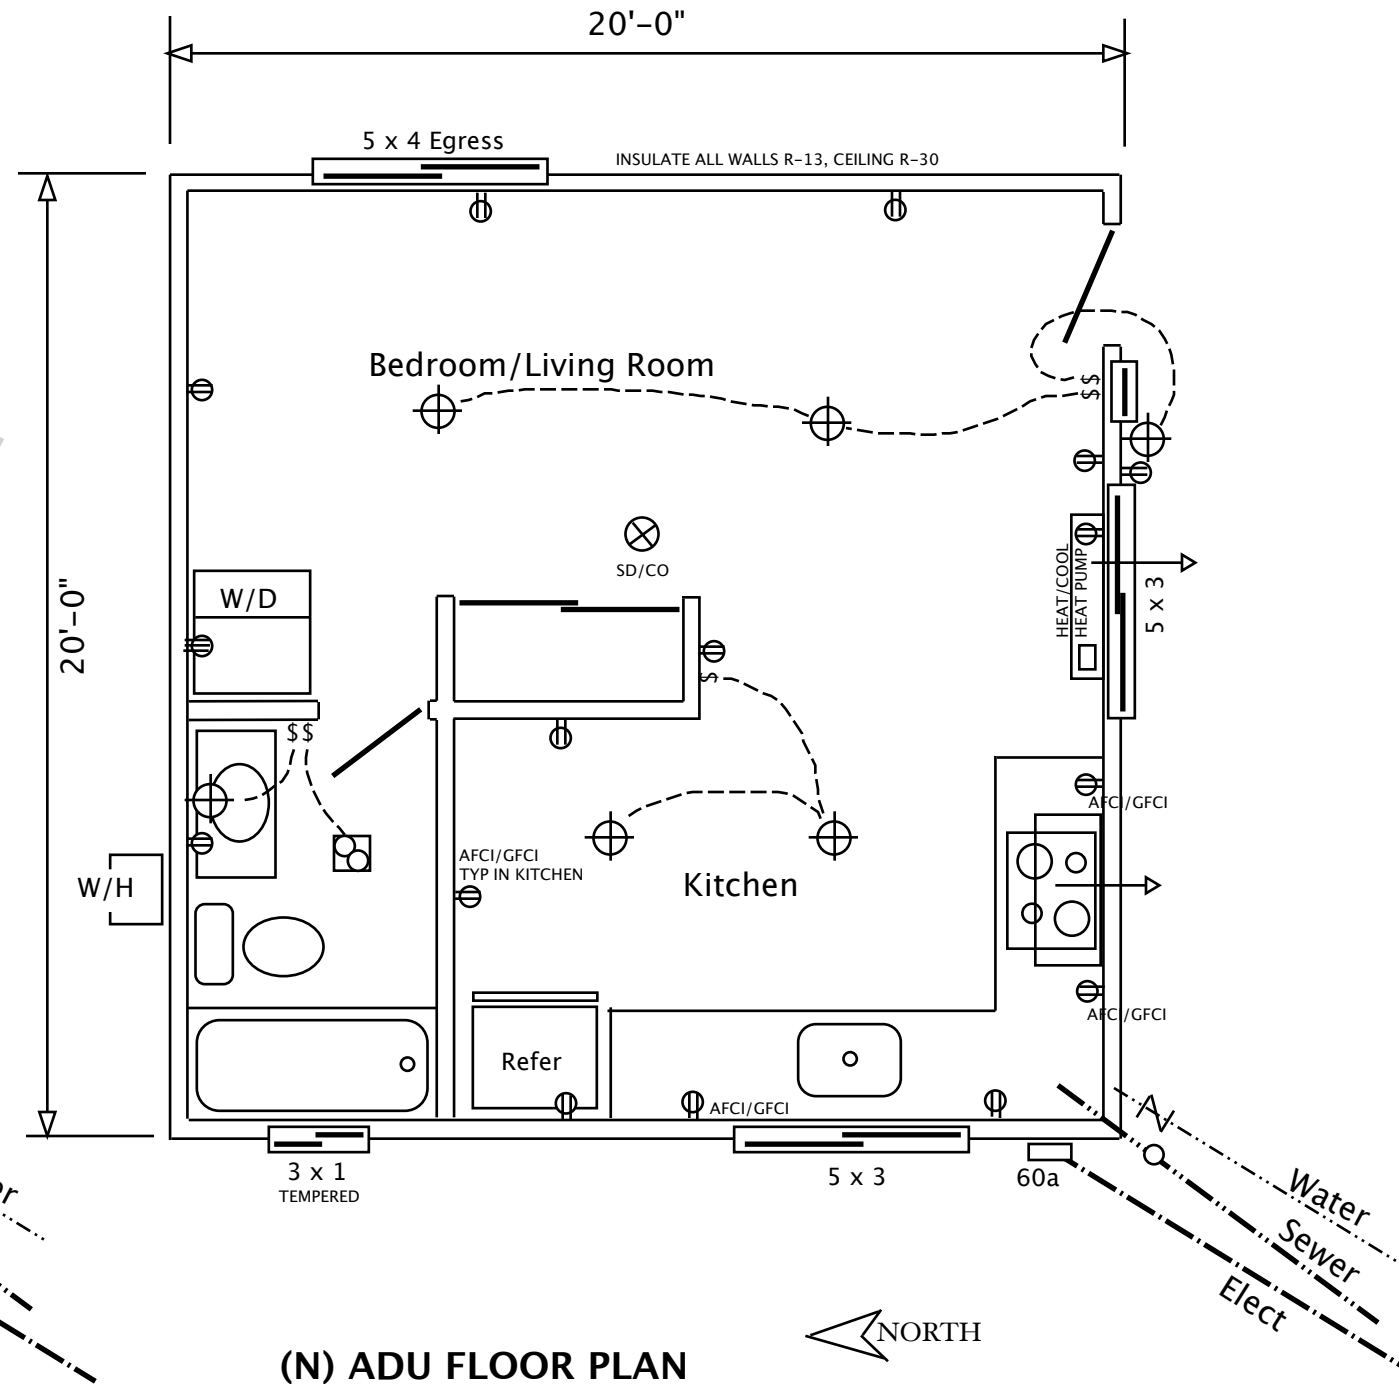 20'-0"
5 x 4 Egress
INSULATE ALL WALLS R-13, CEILING R-30
Bedroom/Living Room
$
$
SD/CO
20'-0"
W/D
HEAT/COOL
HEAT PUMP
5 x 3
$
$$
AFCI/GFCI
AFCI/GFCI
TYP IN KITCHEN
W/H
Kitchen
AFCI/GFCI
Refer
AFCI/GFCI
3 x 1
TEMPERED
5 x 3
60a
Water
Sewer
Elect
NORTH
(N) ADU FLOOR PLAN